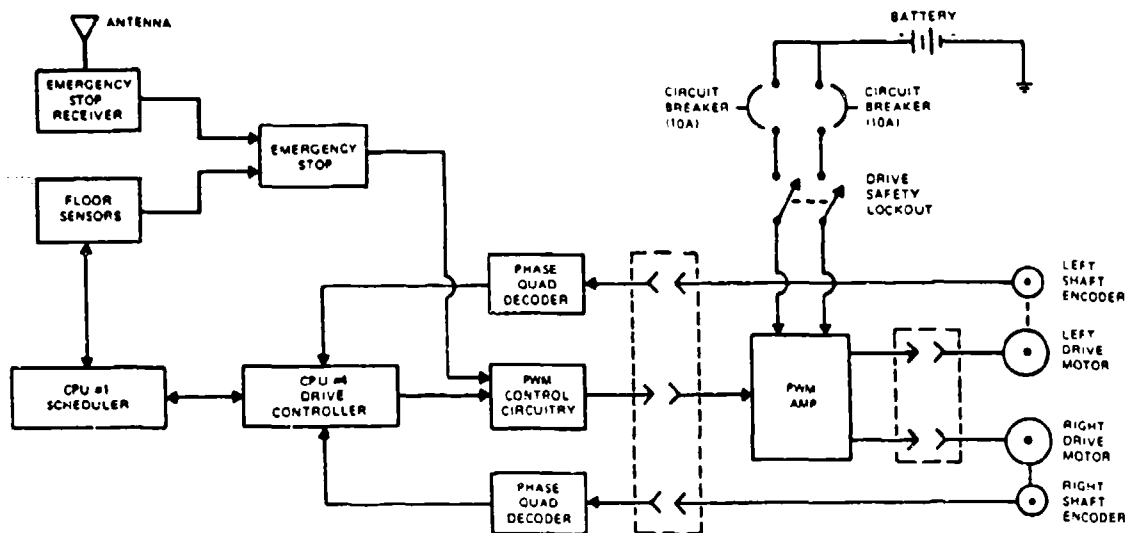 ANTENNA
EMERGENCY
STOP
RECEIVER
FLOOR
SENSORS
EMERGENCY
STOP
BATTERY
CIRCUIT
BREAKER
(10A)
CIRCUIT
BREAKER
(10A)
DRIVE
SAFETY
LOCKOUT
PHASE
QUAD
DECODER
LEFT
SHAFT
ENCODER
CPU #1
SCHEDULER
CPU #4
DRIVE
CONTROLLER
PWM
CONTROL
CIRCUITRY
PWM
AMP
LEFT
DRIVE
MOTOR
RIGHT
DRIVE
MOTOR
PHASE
QUAD
DECODER
RIGHT
SHAFT
ENCODER